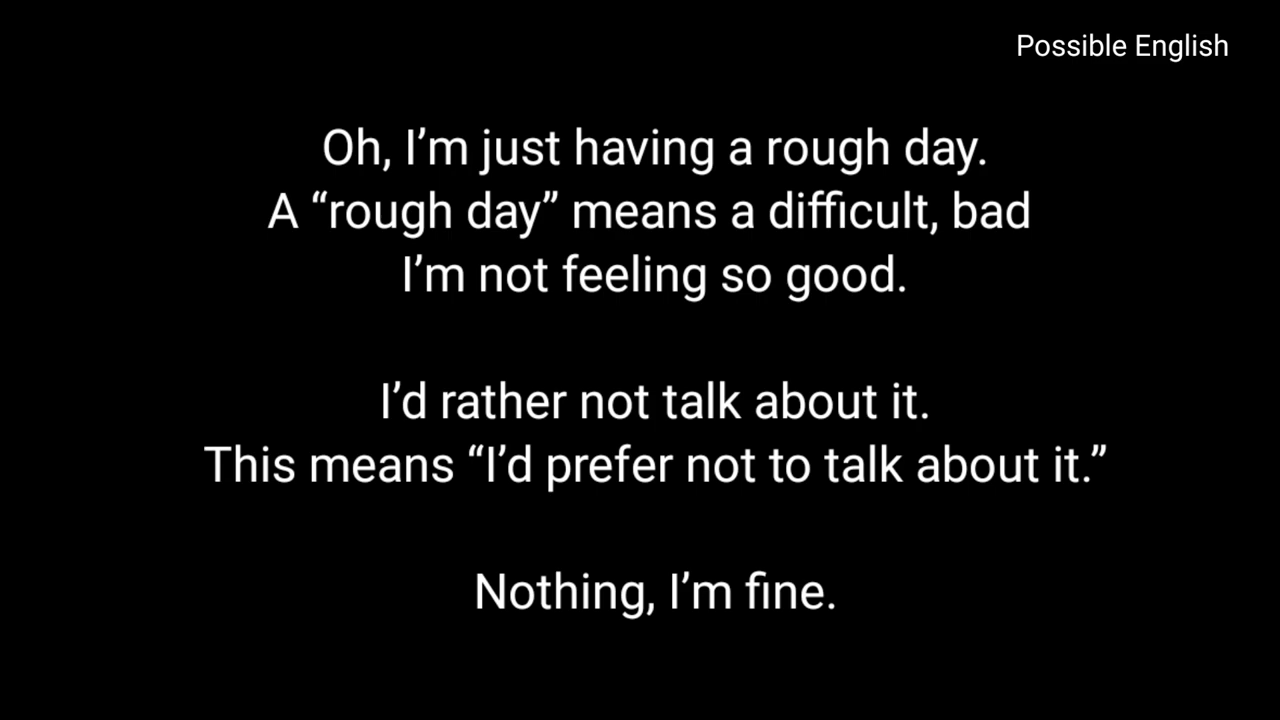 Possible English
Oh, I’m just having a rough day.
A “rough day” means a difficult, bad
I’m not feeling so good.
I’d rather not talk about it.
This means “I’d prefer not to talk about it.”
Nothing, I’m fine.